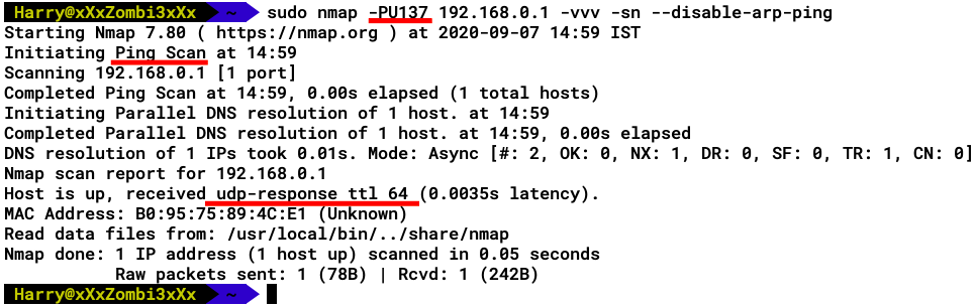 Harry@xXxZombi3xXx ~ sudo nmap -PU137 192.168.0.1 -vvv -sn --disable-arp-ping
Starting Nmap 7.80 ( https://nmap.org ) at 2020-09-07 14:59 IST
Initiating Ping Scan at 14:59
Scanning 192.168.0.1 [1 port]
Completed Ping Scan at 14:59, 0.00s elapsed (1 total hosts)
Initiating Parallel DNS resolution of 1 host. at 14:59
Completed Parallel DNS resolution of 1 host. at 14:59, 0.00s elapsed
DNS resolution of 1 IPs took 0.01s. Mode: Async [#: 2, OK: 0, NX: 1, DR: 0, SF: 0, TR: 1, CN: 0]
Nmap scan report for 192.168.0.1
Host is up, received udp-response ttl 64 (0.0035s latency).
MAC Address: B0:95:75:89:4C:E1 (Unknown)
Read data files from: /usr/local/bin/../share/nmap
Nmap done: 1 IP address (1 host up) scanned in 0.05 seconds
Raw packets sent: 1 (78B) | Rcvd: 1 (242B)
Harry@xXxZombi3xXx ~